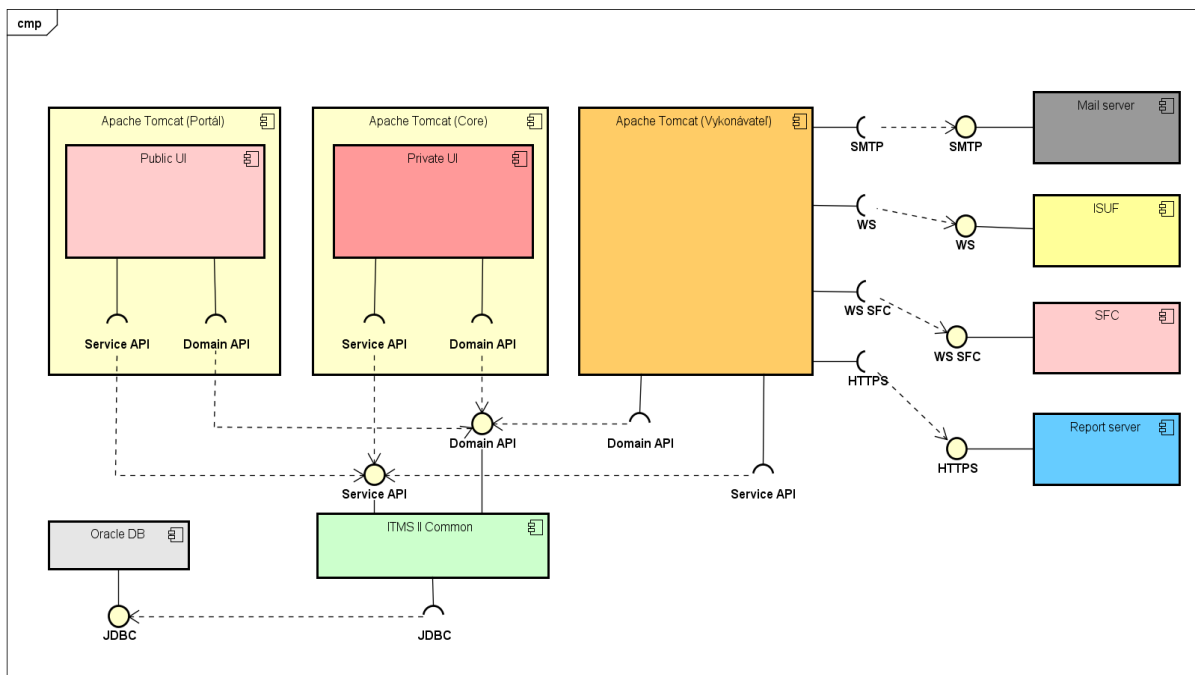 cmp
Apache Tomcat (Portál)
Public UI
Service API
Domain API
Apache Tomcat (Core)
Private UI
Service API
Domain API
Apache Tomcat (Vykonávateľ)
SMTP
SMTP
Mail server
WS
WS
ISUF
WS SFC
WS SFC
SFC
HTTPS
HTTPS
Report server
Domain API
Domain API
Service API
Service API
Oracle DB
ITMS II Common
JDBC
JDBC